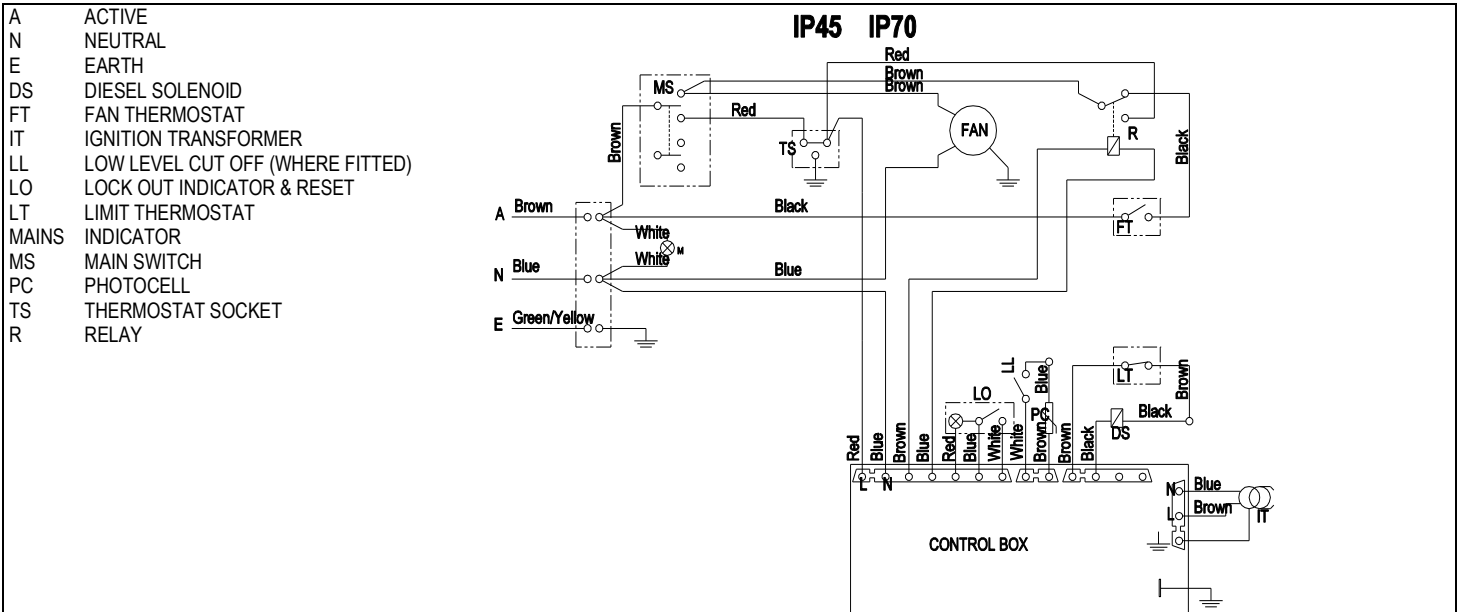 A ACTIVE
N NEUTRAL
E EARTH
DS DIESEL SOLENOID
FT FAN THERMOSTAT
IT IGNITION TRANSFORMER
LL LOW LEVEL CUT OFF (WHERE FITTED)
LO LOCK OUT INDICATOR & RESET
LT LIMIT THERMOSTAT
MAINS INDICATOR
MS MAIN SWITCH
PC PHOTOCELL
TS THERMOSTAT SOCKET
R RELAY
IP45 IP70
Red
Brown
Brown
MS
Red
Brown
TS
FAN
R
Black
A Brown
Black
FT
White
M
White
N Blue
Blue
E Green/Yellow
LL
Blue
LT
Brown
LO
PC
Black
DS
Red
Blue
Brown
Blue
Red
Blue
White
White
Brown
Brown
Black
L N
N Blue
L Brown
IT
CONTROL BOX